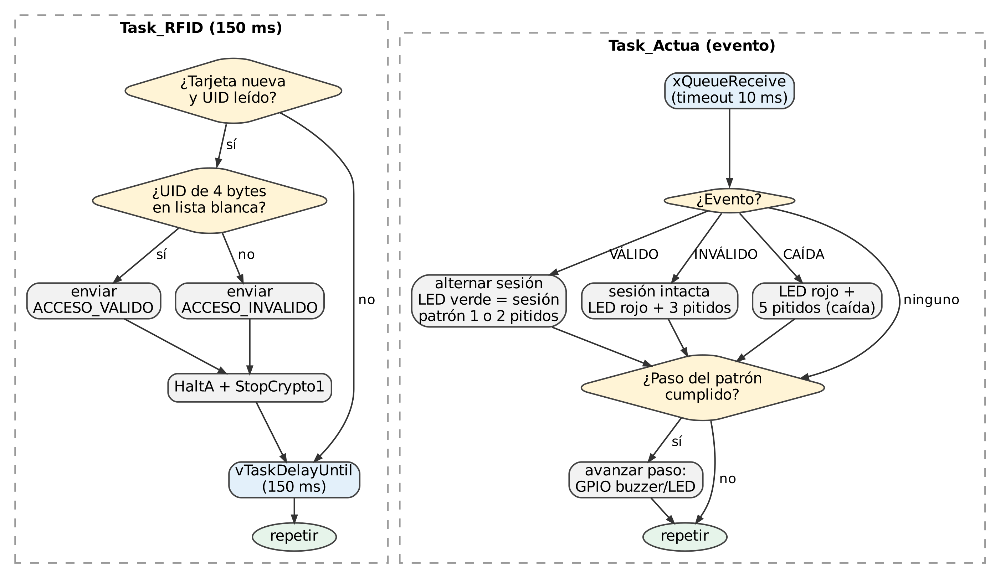 Task_RFID (150 ms)
¿Tarjeta nueva
y UID leído?
sí
¿UID de 4 bytes
en lista blanca?
sí
no
enviar
ACCESO_VALIDO
enviar
ACCESO_INVALIDO
no
HaltA + StopCrypto1
vTaskDelayUntil
(150 ms)
repetir
Task_Actua (evento)
xQueueReceive
(timeout 10 ms)
¿Evento?
VÁLIDO
INVÁLIDO
CAÍDA
ninguno
alternar sesión
LED verde = sesión
patrón 1 o 2 pitidos
sesión intacta
LED rojo + 3 pitidos
LED rojo +
5 pitidos (caída)
¿Paso del patrón
cumplido?
sí
no
avanzar paso:
GPIO buzzer/LED
repetir